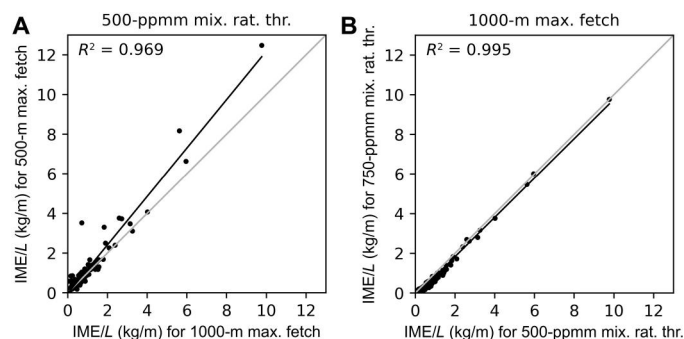 A
500-ppmm mix. rat. thr.
R² = 0.969
IME/L (kg/m) for 500-m max. fetch
12
10
8
6
4
2
0
0 2 4 6 8 10 12
IME/L (kg/m) for 1000-m max. fetch
B
1000-m max. fetch
R² = 0.995
IME/L (kg/m) for 750-ppmm mix. rat. thr.
12
10
8
6
4
2
0
0 2 4 6 8 10 12
IME/L (kg/m) for 500-ppmm mix. rat. thr.